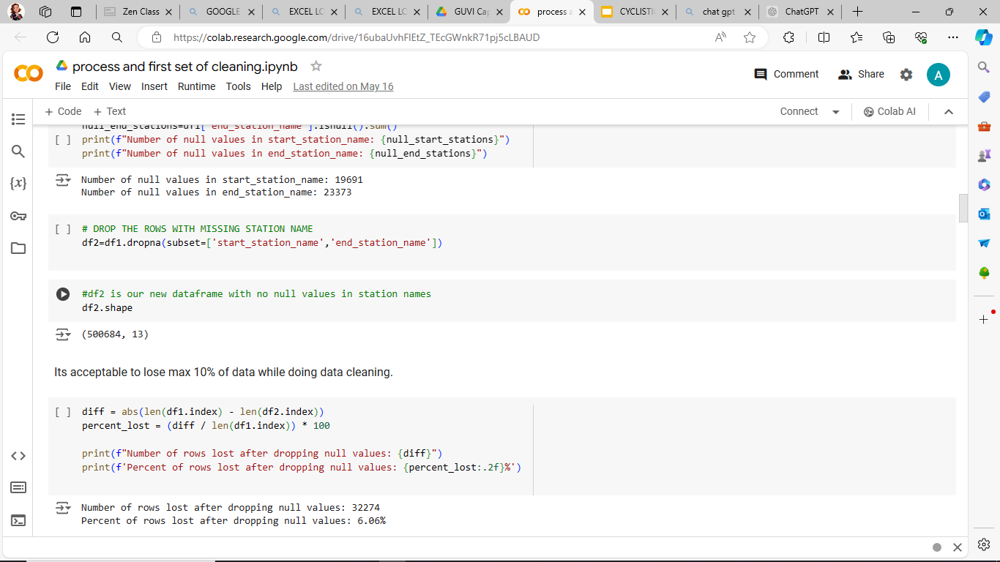 Zen Class
GOOGLE
EXCEL LC
EXCEL LC
GUVI Ca
process a
CYCLISTI
chat gpt
ChatGPT
https://colab.research.google.com/drive/16ubaUvhFIEtZ_TEcGWnkR71pj5cLBAUD
process and first set of cleaning.ipynb
Comment
Share
A
File Edit View Insert Runtime Tools Help Last edited on May 16
+ Code + Text
Connect
Colab AI
null_end_stations=df1['end_station_name'].isnull().sum()
[ ] print(f"Number of null values in start_station_name: {null_start_stations}")
print(f"Number of null values in end_station_name: {null_end_stations}")
Number of null values in start_station_name: 19691
Number of null values in end_station_name: 23373
[ ] # DROP THE ROWS WITH MISSING STATION NAME
df2=df1.dropna(subset=['start_station_name','end_station_name'])
#df2 is our new dataframe with no null values in station names
df2.shape
(500684, 13)
Its acceptable to lose max 10% of data while doing data cleaning.
[ ] diff = abs(len(df1.index) - len(df2.index))
percent_lost = (diff / len(df1.index)) * 100
print(f"Number of rows lost after dropping null values: {diff}")
print(f'Percent of rows lost after dropping null values: {percent_lost:.2f}%')
Number of rows lost after dropping null values: 32274
Percent of rows lost after dropping null values: 6.06%